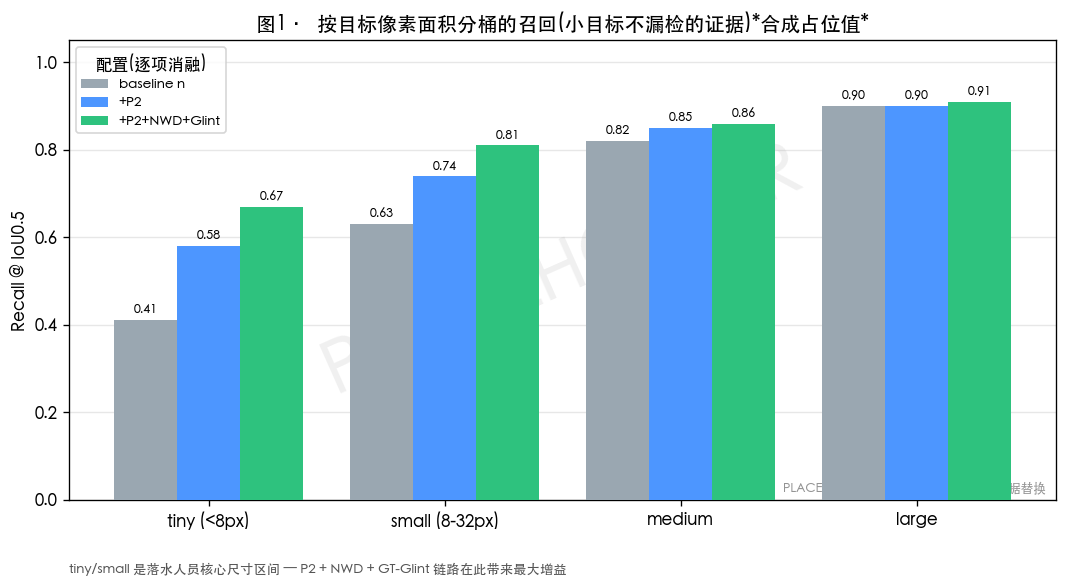 图1 · 按目标像素面积分桶的召回(小目标不漏检的证据)*合成占位值*
配置(逐项消融)
baseline n
+P2
+P2+NWD+Glint
Recall @ IoU0.5
1.0
0.8
0.6
0.4
0.2
0.0
0.41
0.58
0.67
0.63
0.74
0.81
0.82
0.85
0.86
0.90
0.90
0.91
tiny (<8px)
small (8-32px)
medium
large
tiny/small 是落水人员核心尺寸区间 — P2 + NWD + GT-Glint 链路在此带来最大增益